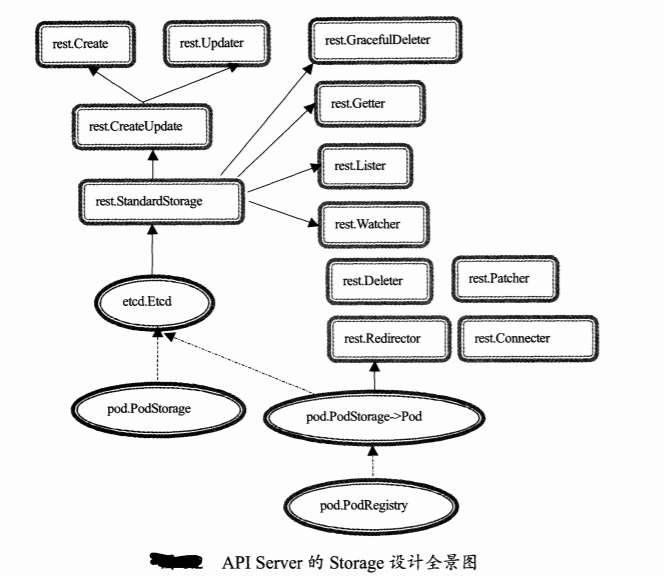 rest.Create
rest.Updater
rest.GracefulDeleter
rest.Getter
rest.CreateUpdate
rest.Lister
rest.StandardStorage
rest.Watcher
rest.Deleter
rest.Patcher
etcd.Etcd
rest.Redirector
rest.Connecter
pod.PodStorage
pod.PodStorage->Pod
pod.PodRegistry
API Server 的 Storage 设计全景图